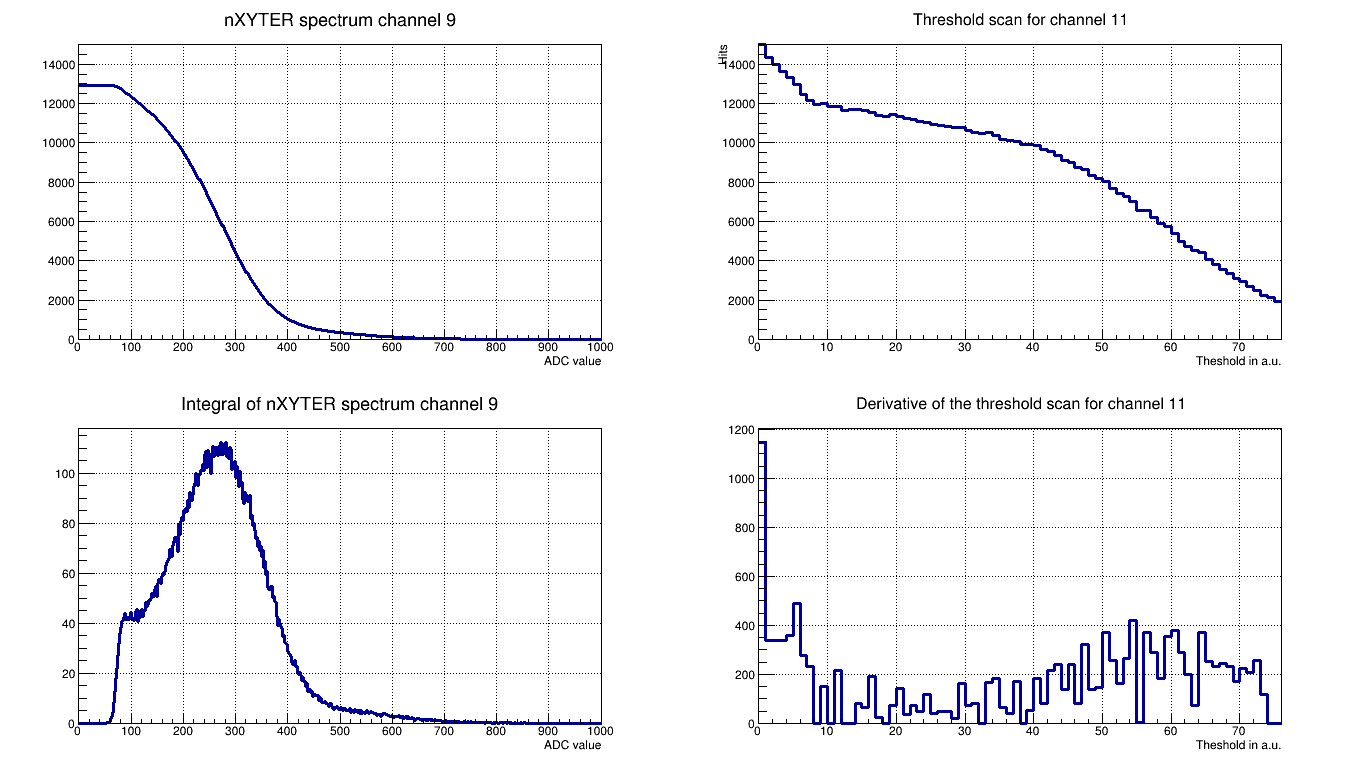 nXYTER spectrum channel 9
14000
12000
10000
8000
6000
4000
2000
0
0 100 200 300 400 500 600 700 800 900 1000
ADC value
Threshold scan for channel 11
Hits
14000
12000
10000
8000
6000
4000
2000
0
0 10 20 30 40 50 60 70
Theshold in a.u.
Integral of nXYTER spectrum channel 9
100
80
60
40
20
0
0 100 200 300 400 500 600 700 800 900 1000
ADC value
Derivative of the threshold scan for channel 11
1200
1000
800
600
400
200
0
0 10 20 30 40 50 60 70
Theshold in a.u.